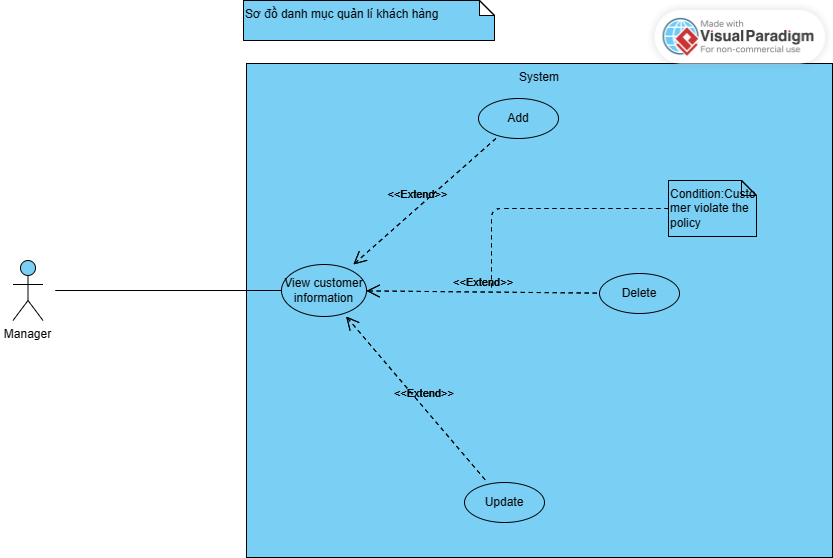 Sơ đồ danh mục quản lí khách hàng
Made with
Visual Paradigm
For non-commercial use
System
Add
<<Extend>>
Condition:Custo
mer violate the
policy
View customer
information
<<Extend>>
Delete
Manager
<<Extend>>
Update